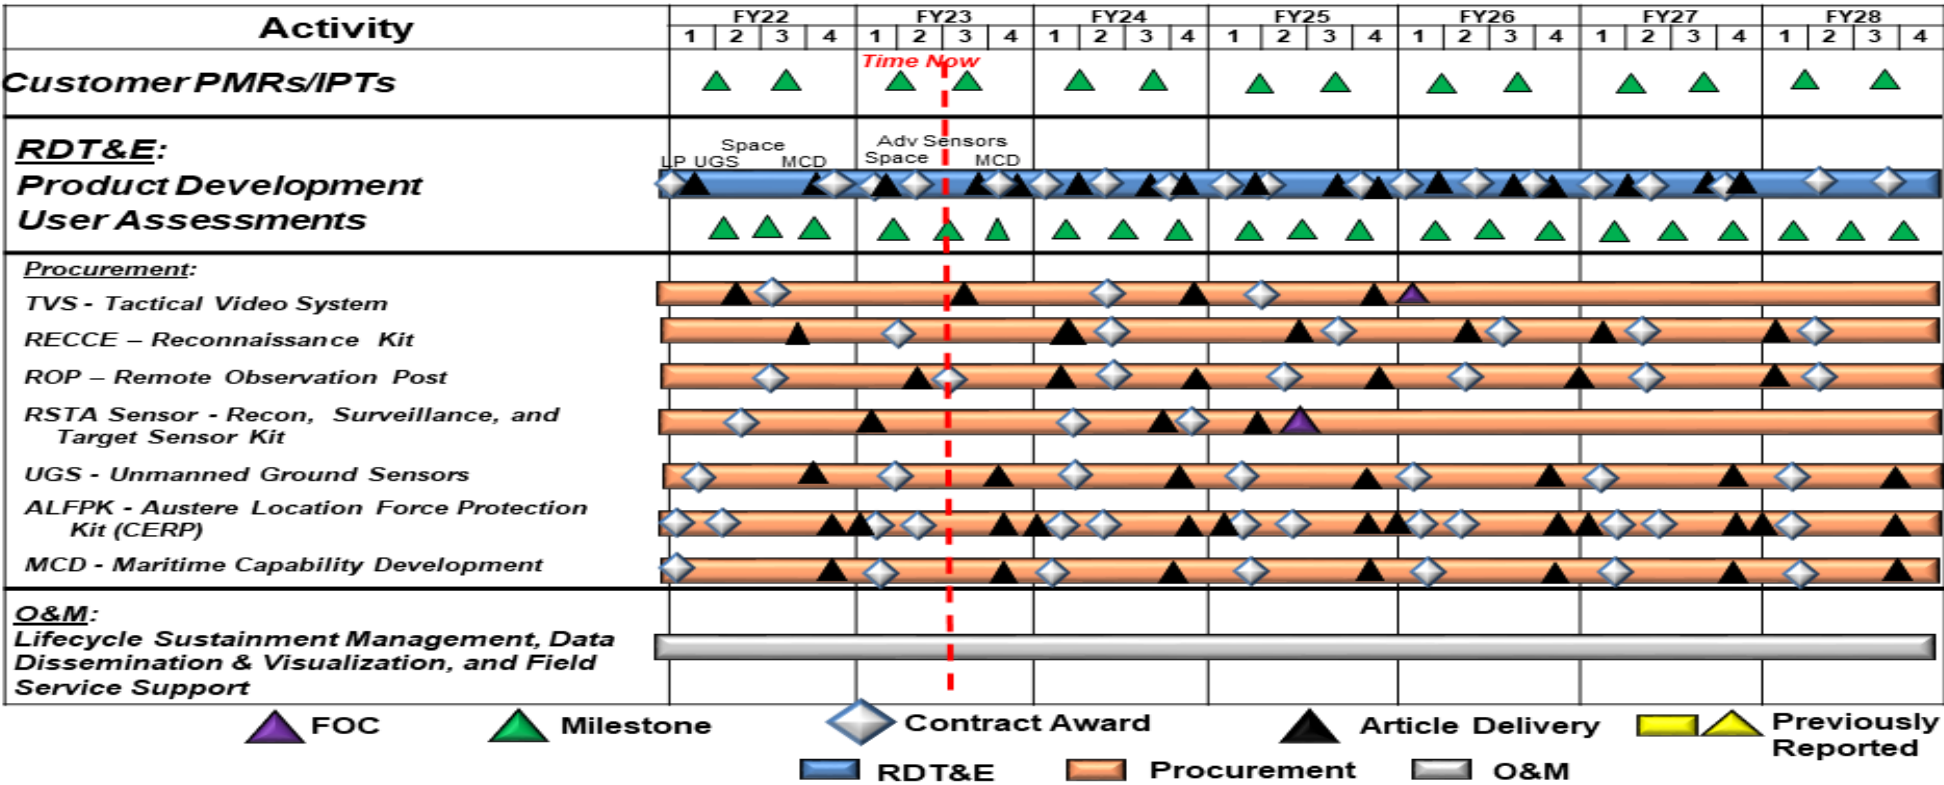 Activity
FY22 FY23 FY24 FY25 FY26 FY27 FY28
1 2 3 4 1 2 3 4 1 2 3 4 1 2 3 4 1 2 3 4 1 2 3 4 1 2 3 4
Time Now
Customer PMRs/IPTs
RDT&E:
Product Development
User Assessments
Space
LP UGS MCD
Adv Sensors
Space MCD
Procurement:
TVS - Tactical Video System
RECCE – Reconnaissance Kit
ROP – Remote Observation Post
RSTA Sensor - Recon, Surveillance, and
Target Sensor Kit
UGS - Unmanned Ground Sensors
ALFPK - Austere Location Force Protection
Kit (CERP)
MCD - Maritime Capability Development
O&M:
Lifecycle Sustainment Management, Data
Dissemination & Visualization, and Field
Service Support
FOC Milestone Contract Award Article Delivery Previously
Reported
RDT&E Procurement O&M